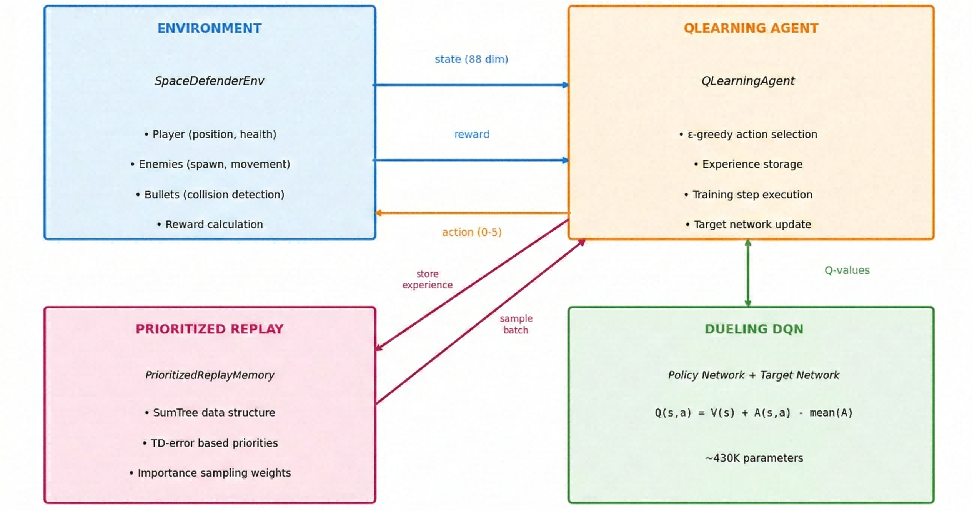 ENVIRONMENT
SpaceDefenderEnv
• Player (position, health)
• Enemies (spawn, movement)
• Bullets (collision detection)
• Reward calculation
state (88 dim)
reward
action (0-5)
QLEARNING AGENT
QLearningAgent
• ε-greedy action selection
• Experience storage
• Training step execution
• Target network update
store
experience
sample
batch
Q-values
PRIORITIZED REPLAY
PrioritizedReplayMemory
• SumTree data structure
• TD-error based priorities
• Importance sampling weights
DUELING DQN
Policy Network + Target Network
Q(s,a) = V(s) + A(s,a) - mean(A)
~430K parameters